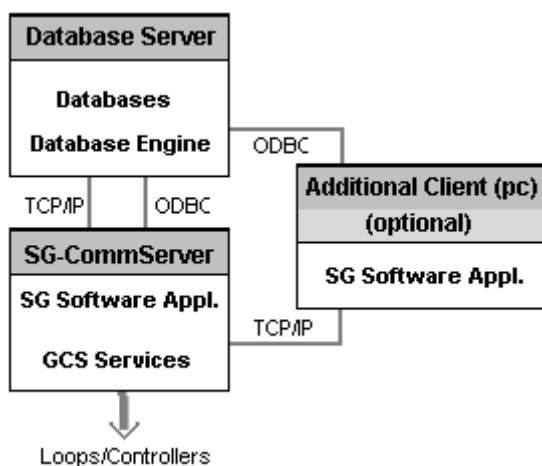 Database Server
Databases
Database Engine
ODBC
TCP/IP
ODBC
Additional Client (pc)
(optional)
SG Software Appl.
SG-CommServer
SG Software Appl.
GCS Services
TCP/IP
Loops/Controllers